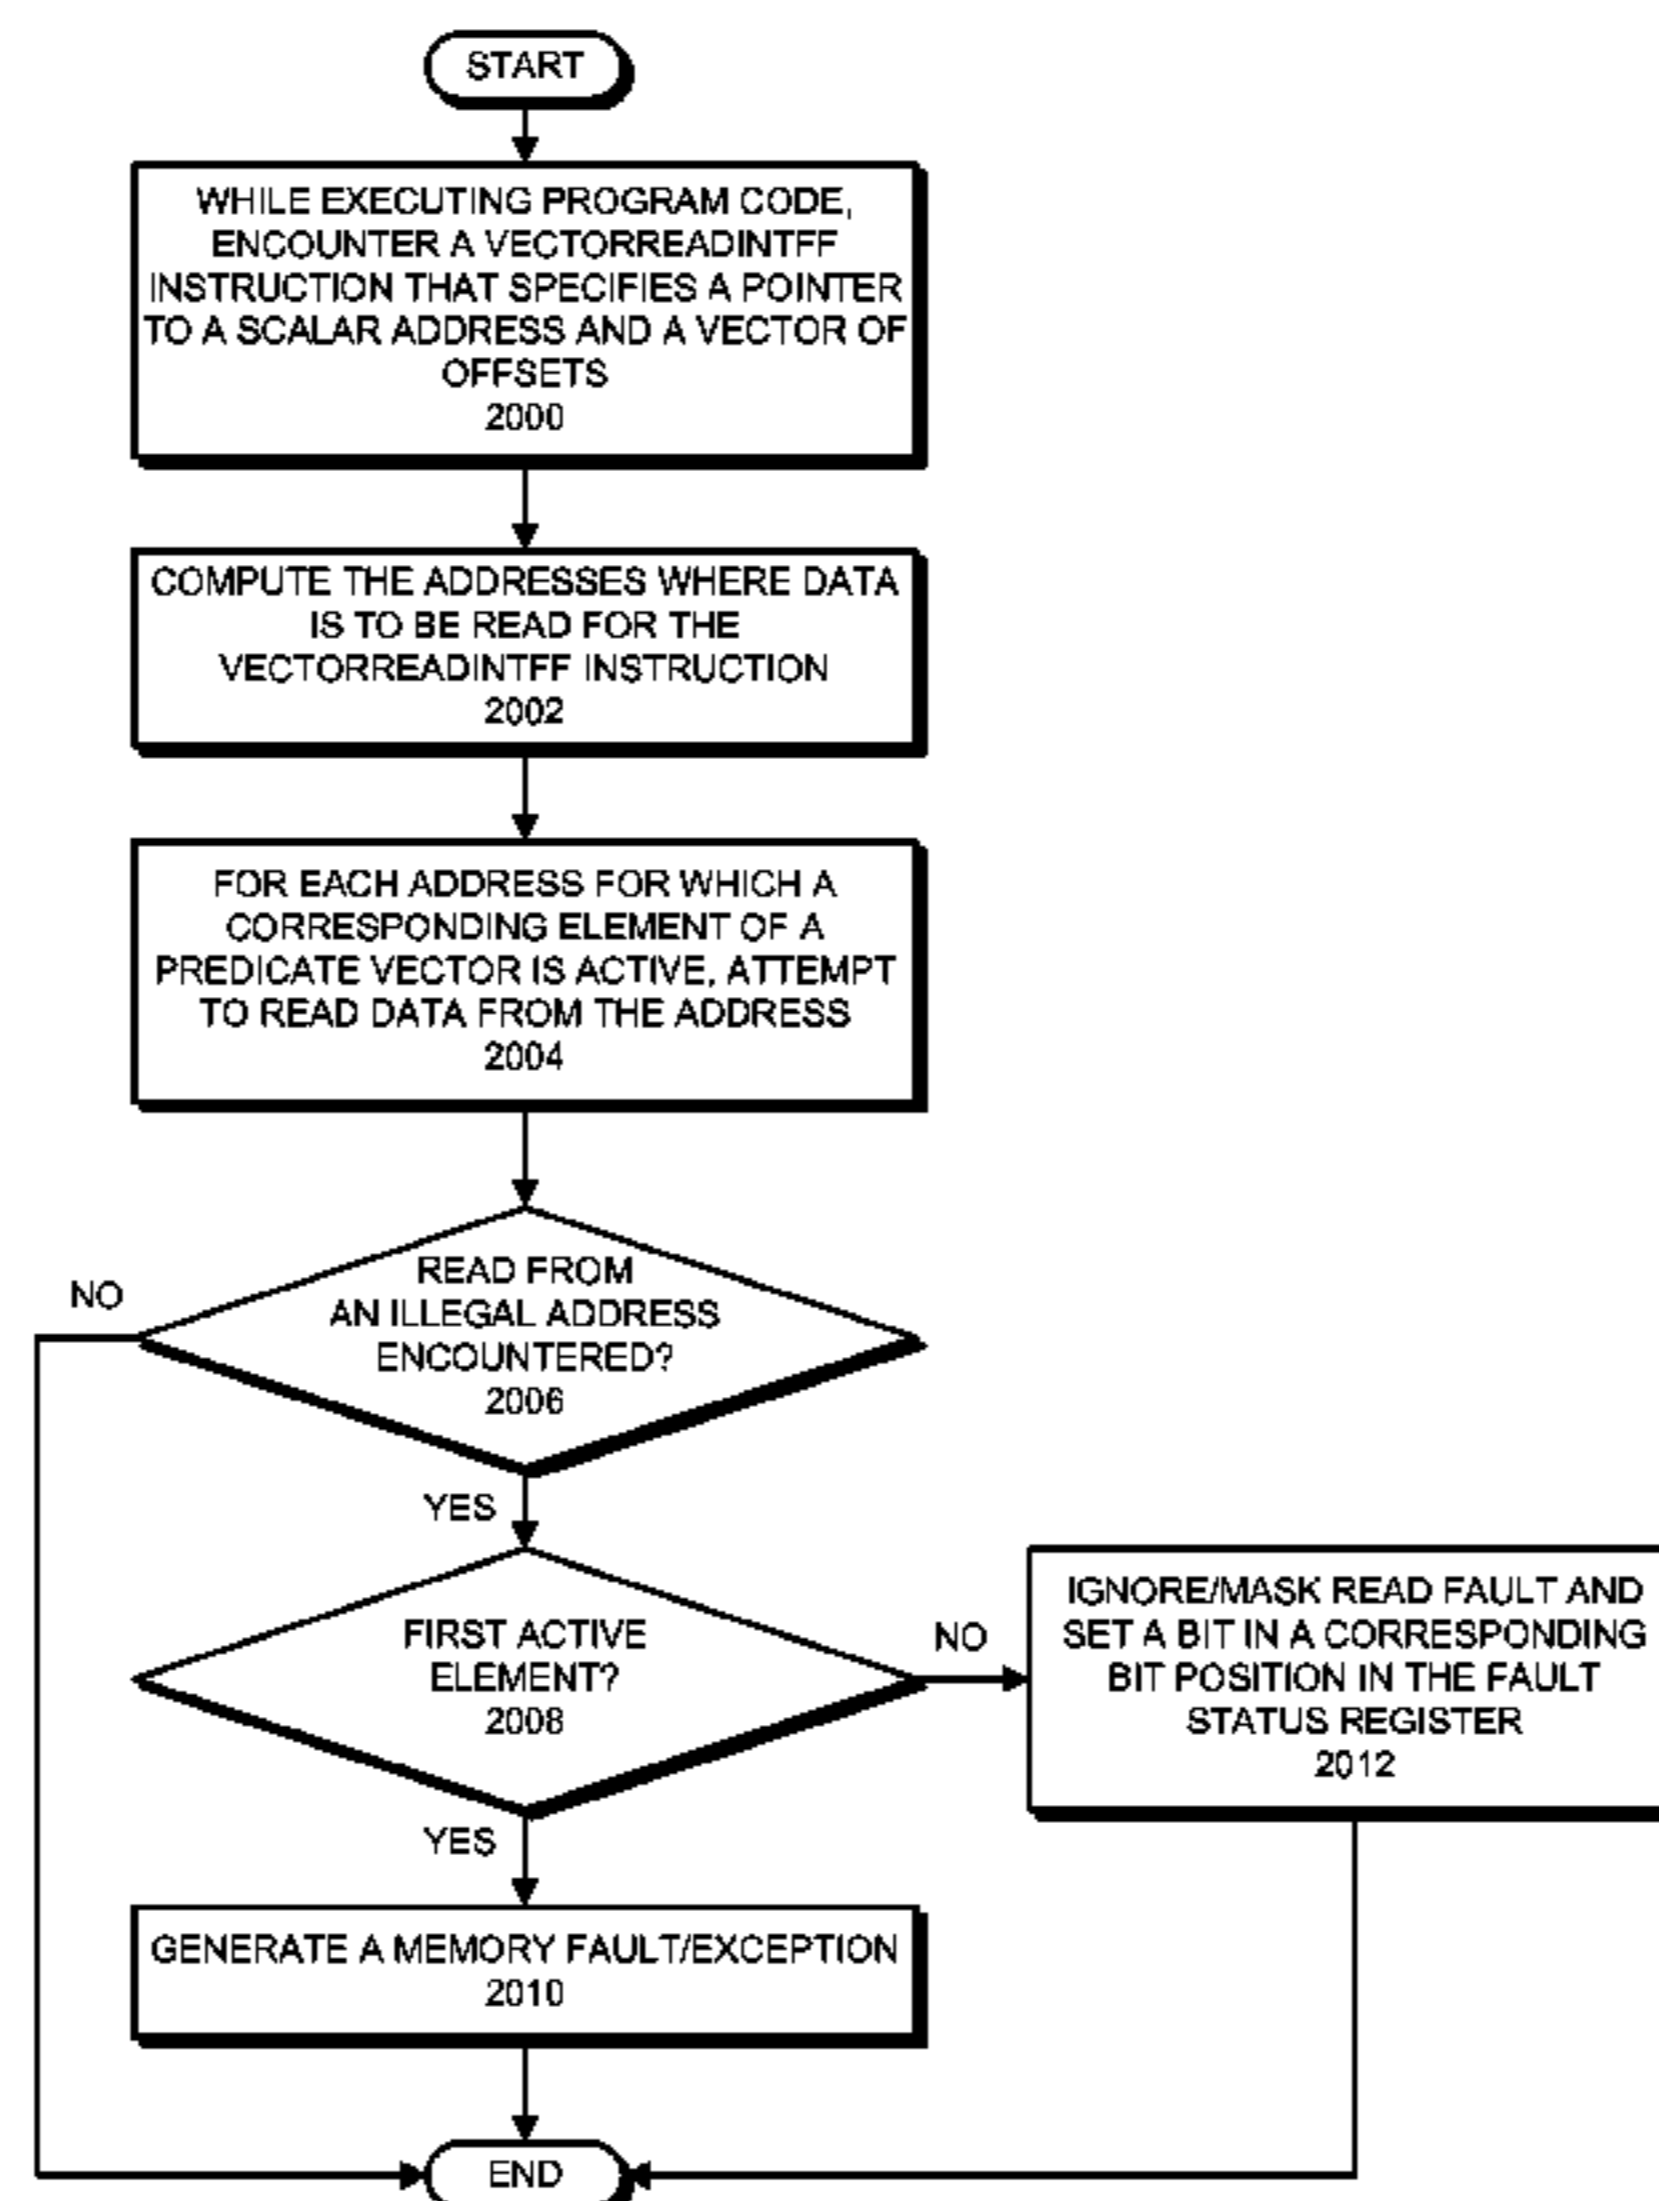 START
WHILE EXECUTING PROGRAM CODE,
ENCOUNTER A VECTORREADINTFF
INSTRUCTION THAT SPECIFIES A POINTER
TO A SCALAR ADDRESS AND A VECTOR OF
OFFSETS
2000
COMPUTE THE ADDRESSES WHERE DATA
IS TO BE READ FOR THE
VECTORREADINTFF INSTRUCTION
2002
FOR EACH ADDRESS FOR WHICH A
CORRESPONDING ELEMENT OF A
PREDICATE VECTOR IS ACTIVE, ATTEMPT
TO READ DATA FROM THE ADDRESS
2004
READ FROM
AN ILLEGAL ADDRESS
ENCOUNTERED?
2006
NO
YES
FIRST ACTIVE
ELEMENT?
2008
NO
IGNORE/MASK READ FAULT AND
SET A BIT IN A CORRESPONDING
BIT POSITION IN THE FAULT
STATUS REGISTER
2012
YES
GENERATE A MEMORY FAULT/EXCEPTION
2010
END